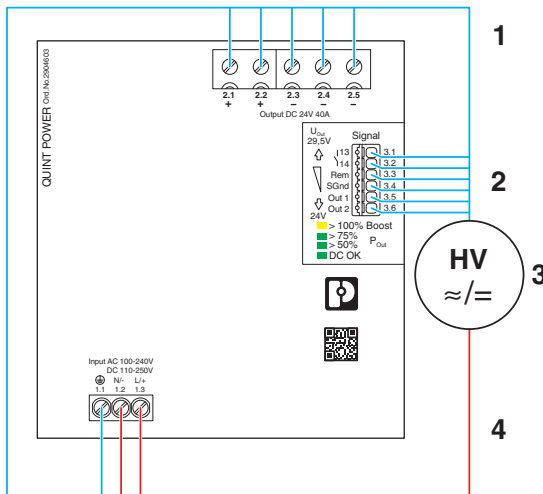 1
QUINT POWER Ord.No.2904603
2.1 2.2 2.3 2.4 2.5
+ + – – –
Output DC 24V 40A
UOut
29,5V
Signal
13 3.1
14 3.2
Rem 3.3
SGnd 3.4
Out 1 3.5
Out 2 3.6
24V
2
> 100% Boost
> 75%
> 50%
DC OK
POut
HV
≈/=
3
Input AC 100-240V
DC 110-250V
N/- L/+
1.1 1.2 1.3
4